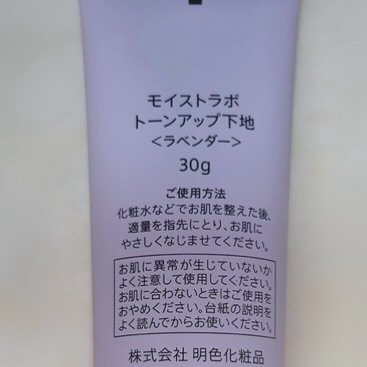 モイストラボ
トーンアップ下地
＜ラベンダー＞
30g
ご使用方法
化粧水などでお肌を整えた後、
適量を指先にとり、お肌に
やさしくなじませてください。
お肌に異常が生じていないか
よく注意して使用してください。
お肌に合わないときはご使用を
おやめください。台紙の説明を
よく読んでからお使いください。
株式会社 明色化粧品